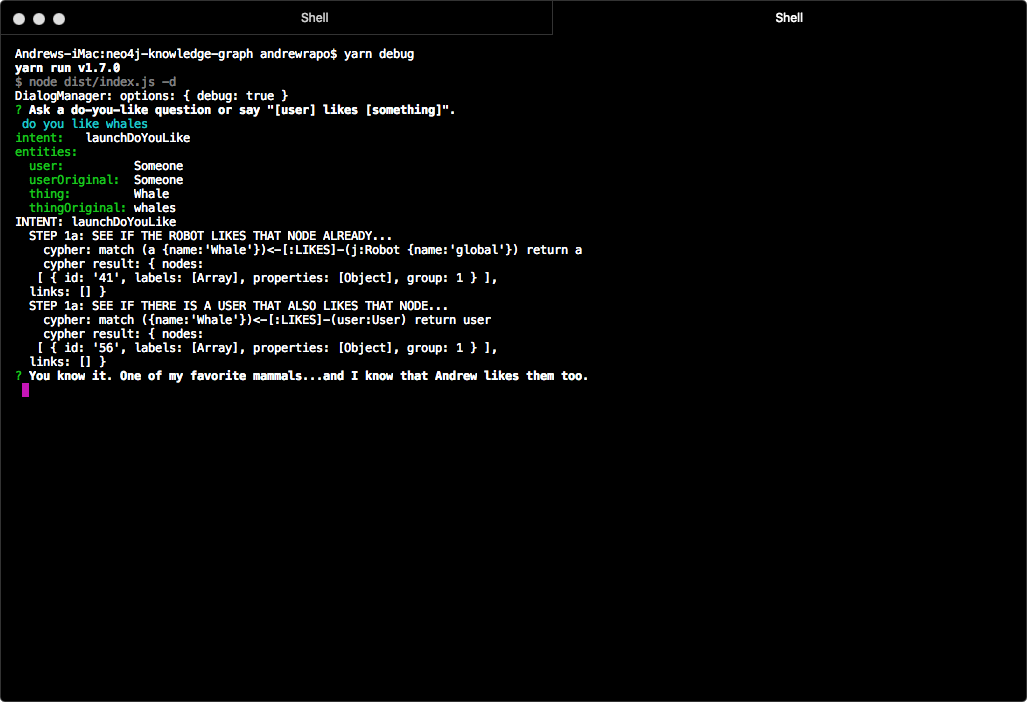 Shell Shell
Andrews-iMac:neo4j-knowledge-graph andrewrapo$ yarn debug
yarn run v1.7.0
$ node dist/index.js -d
DialogManager: options: { debug: true }
? Ask a do-you-like question or say "[user] likes [something]".
do you like whales
intent: launchDoYouLike
entities:
user: Someone
userOriginal: Someone
thing: Whale
thingOriginal: whales
INTENT: launchDoYouLike
STEP 1a: SEE IF THE ROBOT LIKES THAT NODE ALREADY...
cypher: match (a {name:'Whale'})<-[:LIKES]-(j:Robot {name:'global'}) return a
cypher result: { nodes:
[ { id: '41', labels: [Array], properties: [Object], group: 1 } ],
links: [] }
STEP 1a: SEE IF THERE IS A USER THAT ALSO LIKES THAT NODE...
cypher: match ({name:'Whale'})<-[:LIKES]-(user:User) return user
cypher result: { nodes:
[ { id: '56', labels: [Array], properties: [Object], group: 1 } ],
links: [] }
? You know it. One of my favorite mammals...and I know that Andrew likes them too.